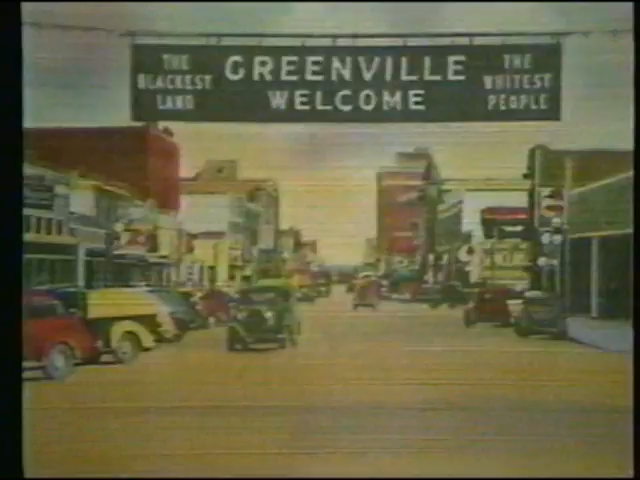 THE
BLACKEST
LAND
GREENVILLE
WELCOME
THE
WHITEST
PEOPLE